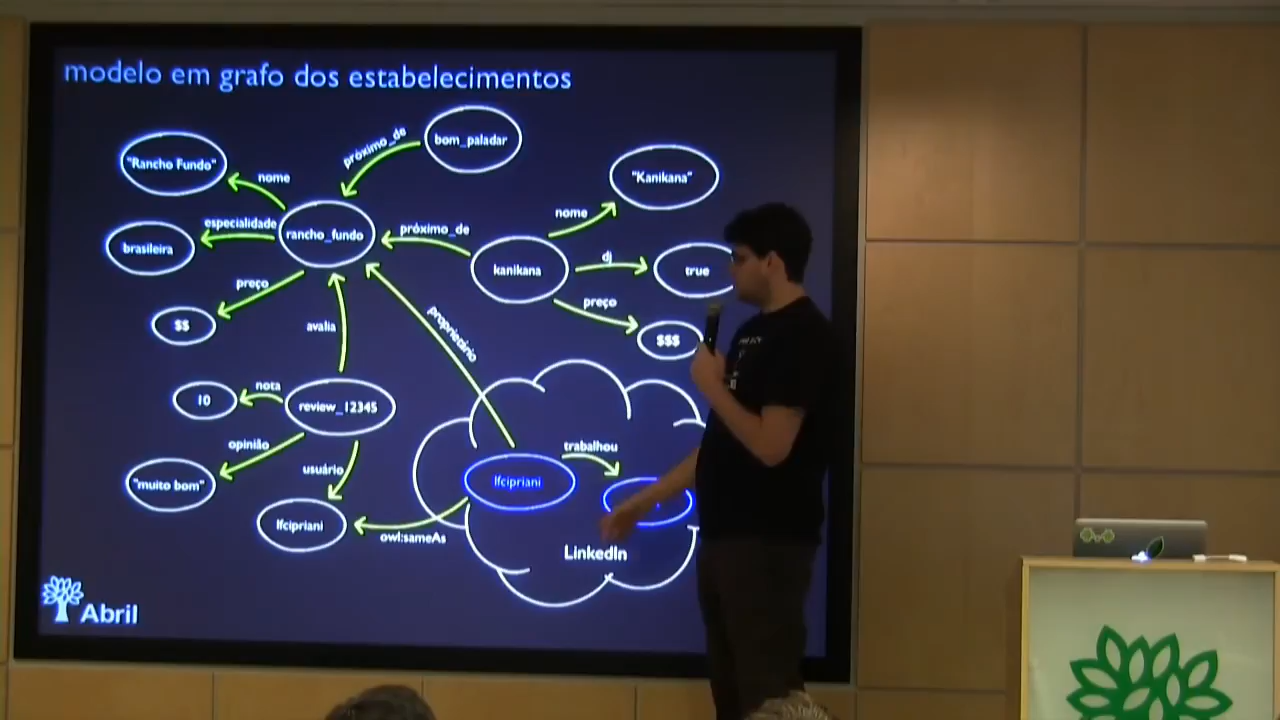 modelo em grafo dos estabelecimentos
bom_paladar
próximo_de
"Rancho Fundo"
nome
"Kanikana"
nome
especialidade
rancho_fundo
próximo_de
brasileira
kanikana
dj
true
preço
preço
$$
avalia
proprietário
$$$
nota
10
review_12345
opinião
trabalhou
usuário
"muito bom"
lfcipriani
lfcipriani
owl:sameAs
LinkedIn
Abril